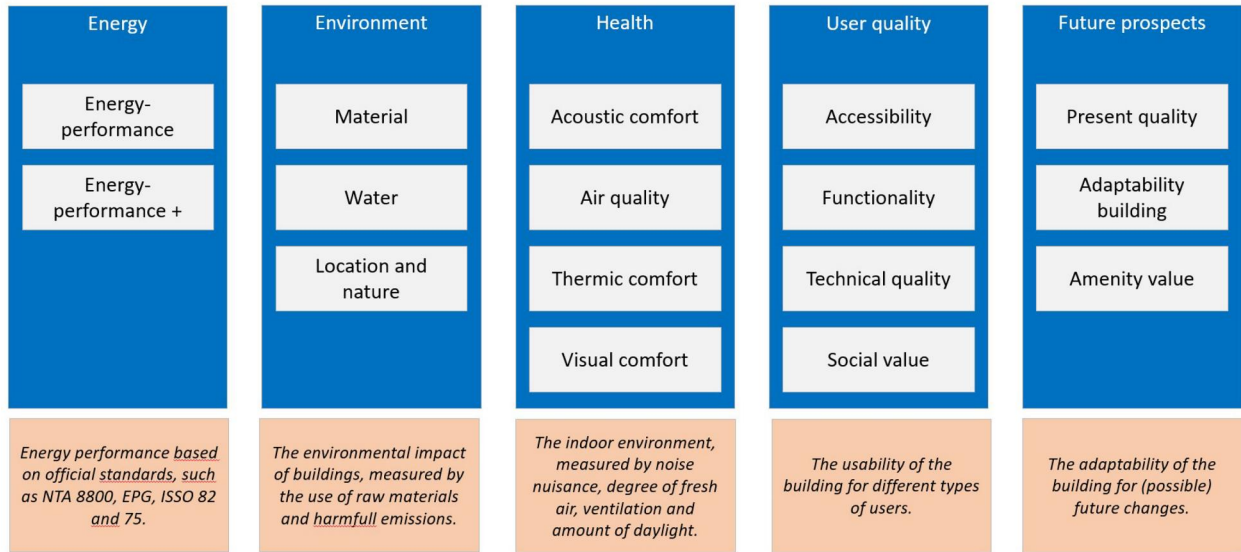 Energy
Energy-
performance
Energy-
performance +
Energy performance based
on official standards, such
as NTA 8800, EPG, ISSO 82
and 75.
Environment
Material
Water
Location and
nature
The environmental impact
of buildings, measured by
the use of raw materials
and harmfull emissions.
Health
Acoustic comfort
Air quality
Thermic comfort
Visual comfort
The indoor environment,
measured by noise
nuisance, degree of fresh
air, ventilation and
amount of daylight.
User quality
Accessibility
Functionality
Technical quality
Social value
The usability of the
building for different types
of users.
Future prospects
Present quality
Adaptability
building
Amenity value
The adaptability of the
building for (possible)
future changes.